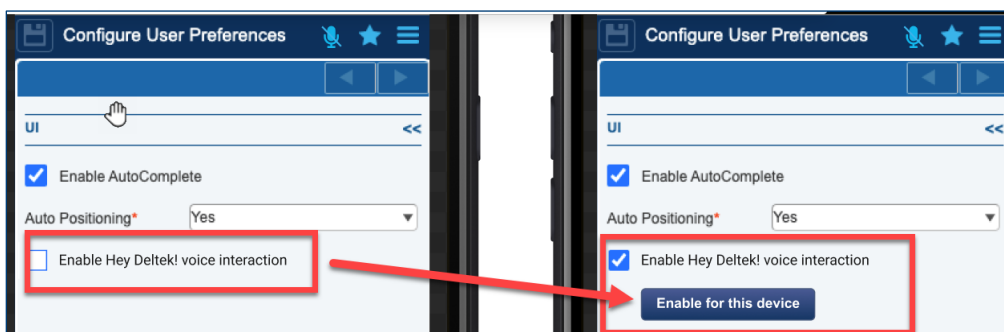 Configure User Preferences
UI
<<
Enable AutoComplete
Auto Positioning* Yes
Enable Hey Deltek! voice interaction
Configure User Preferences
UI
<<
Enable AutoComplete
Auto Positioning* Yes
Enable Hey Deltek! voice interaction
Enable for this device